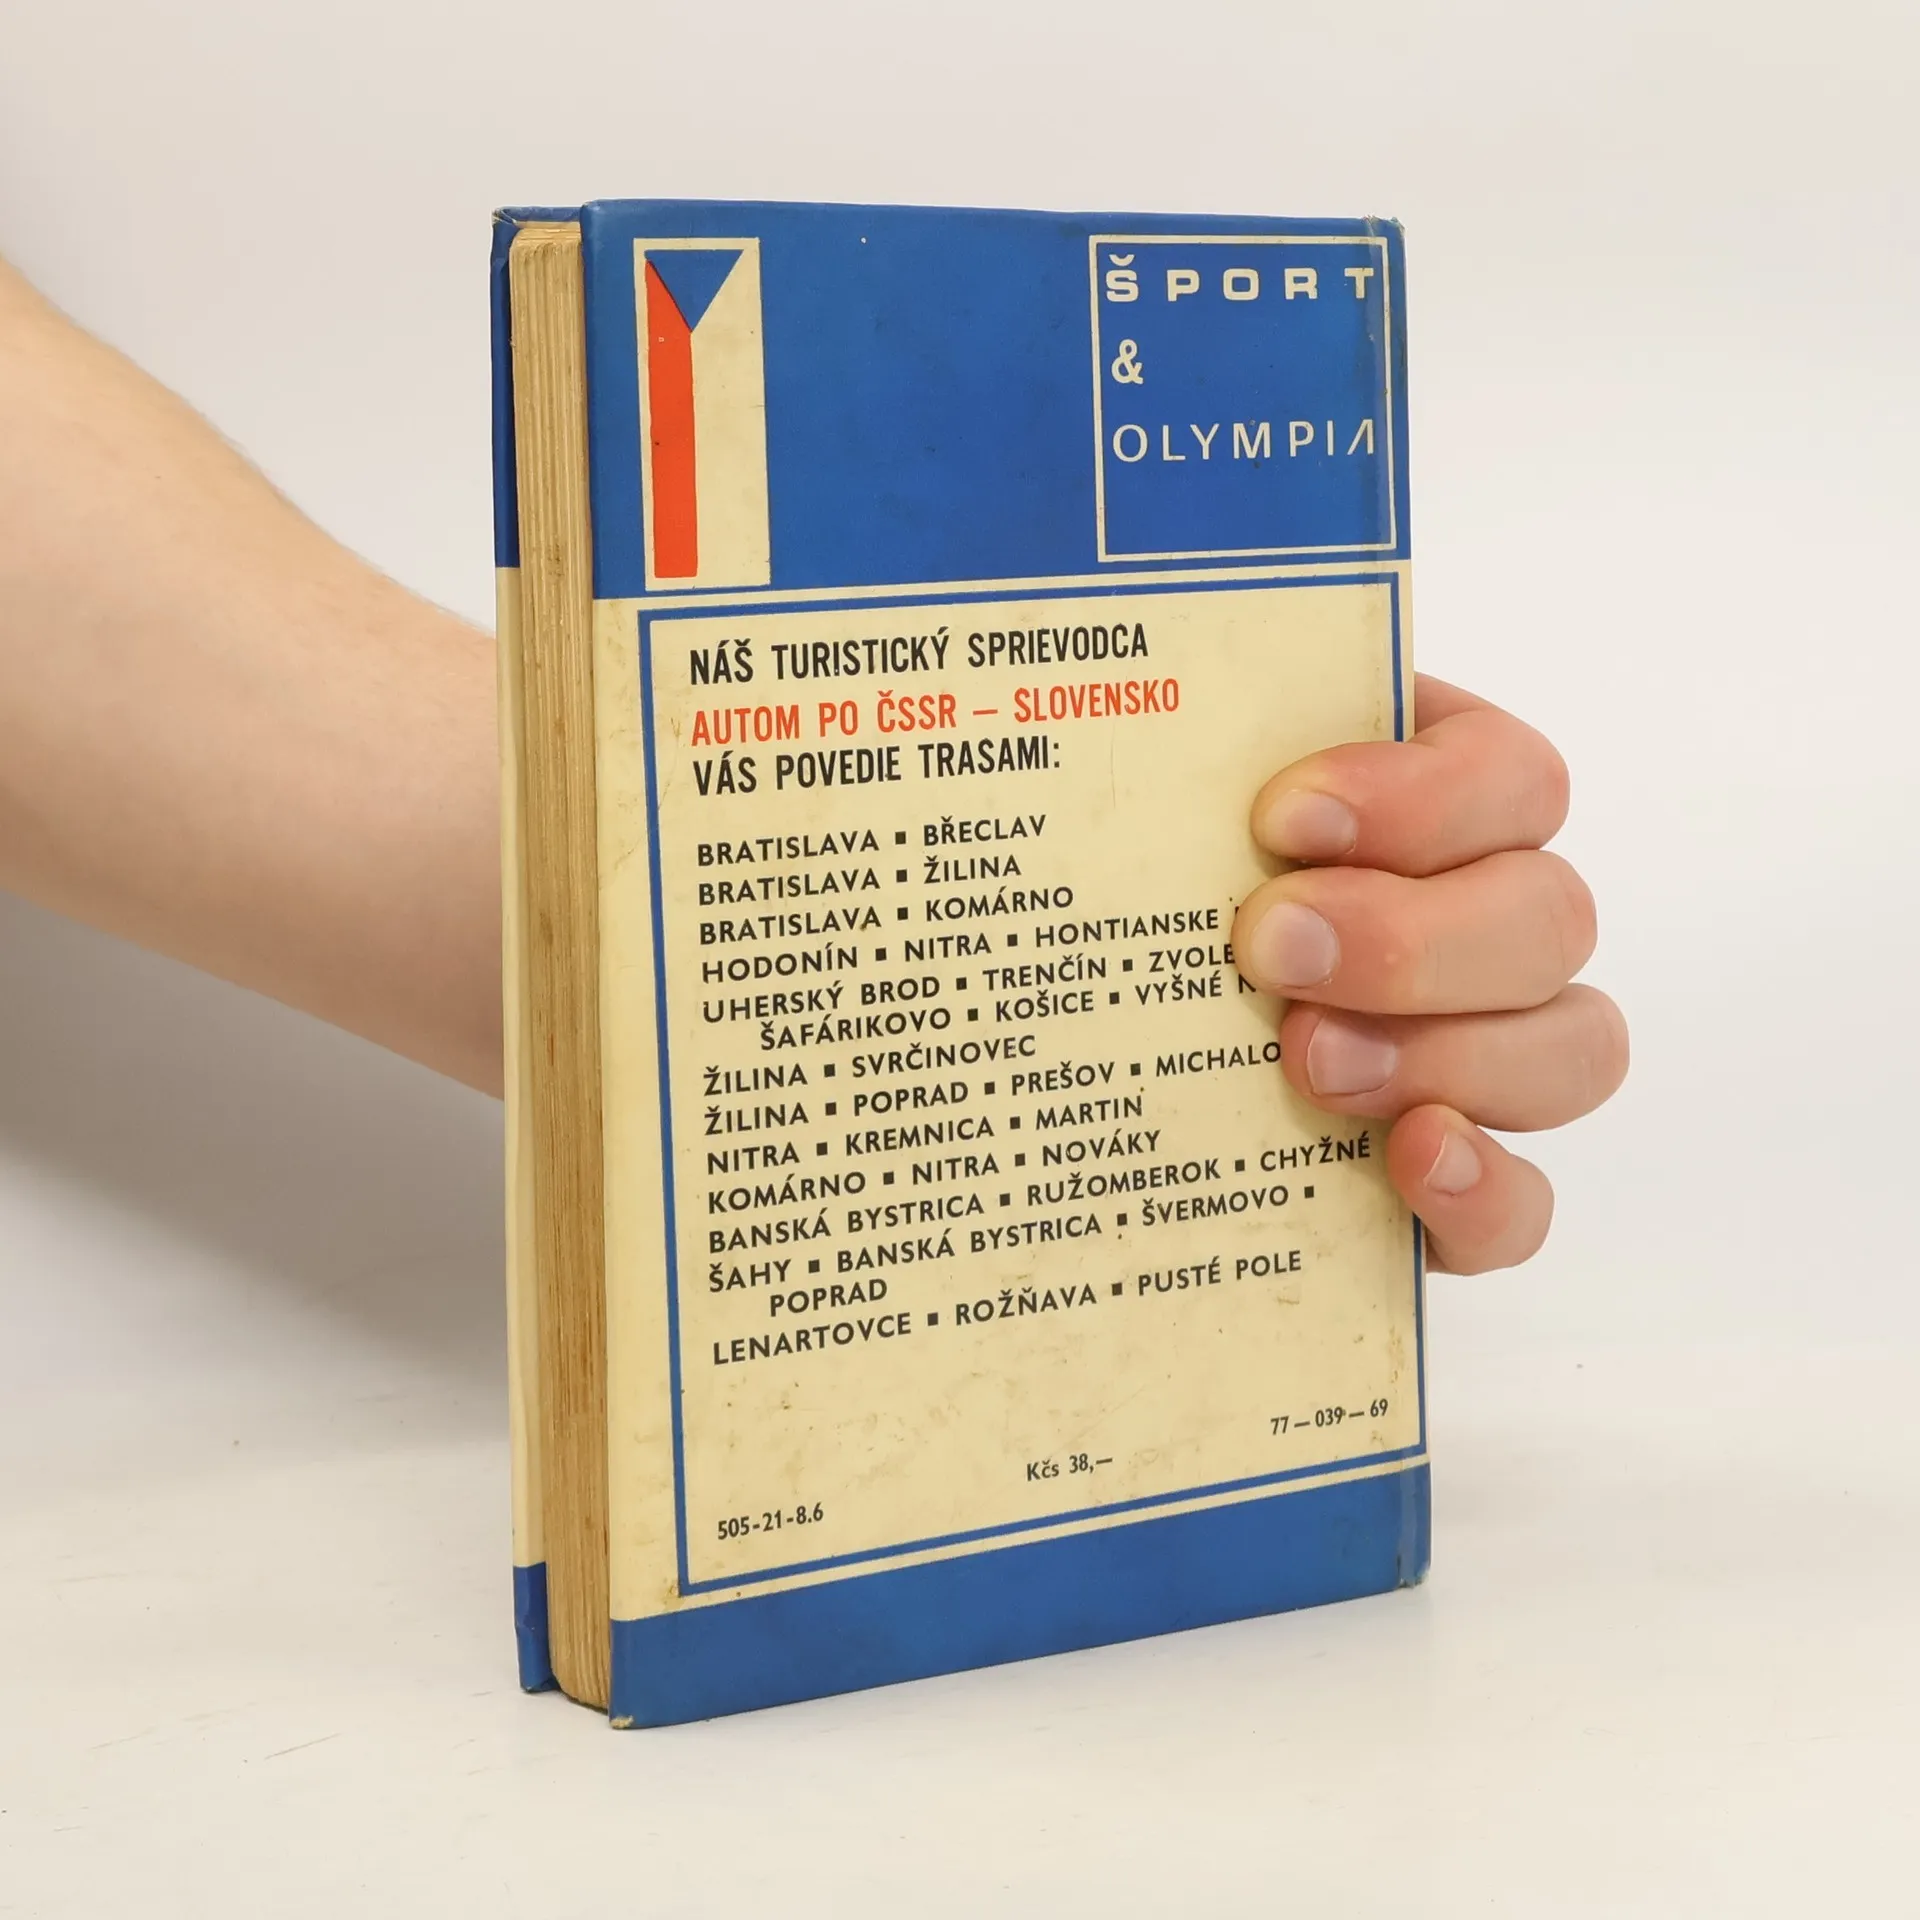 ŠPORT
&
OLYMPIA
NÁŠ TURISTICKÝ SPRIEVODCA
AUTOM PO ČSSR — SLOVENSKO
VÁS POVEDIE TRASAMI:
BRATISLAVA ▪ BŘECLAV
BRATISLAVA ▪ ŽILINA
BRATISLAVA ▪ KOMÁRNO
HODONÍN ▪ NITRA ▪ HONTIANSKE
UHERSKÝ BROD ▪ TRENČÍN ▪ ZVOLE
ŠAFÁRIKOVO ▪ KOŠICE ▪ VYŠNÉ N
ŽILINA ▪ SVRČINOVEC
ŽILINA ▪ POPRAD ▪ PREŠOV ▪ MICHALO
NITRA ▪ KREMNICA ▪ MARTIN
KOMÁRNO ▪ NITRA ▪ NOVÁKY
BANSKÁ BYSTRICA ▪ RUŽOMBEROK ▪ CHYŽNÉ
ŠAHY ▪ BANSKÁ BYSTRICA ▪ ŠVERMOVO ▪
POPRAD
LENARTOVCE ▪ ROŽŇAVA ▪ PUSTÉ POLE
77—039—69
Kčs 38,—
505-21-8.6